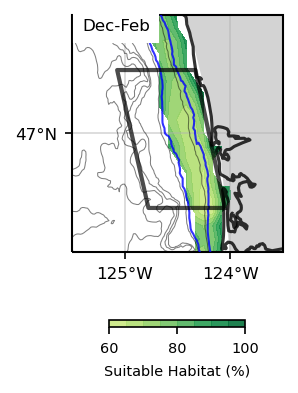 Dec-Feb
47°N
125°W 124°W
60 80 100
Suitable Habitat (%)